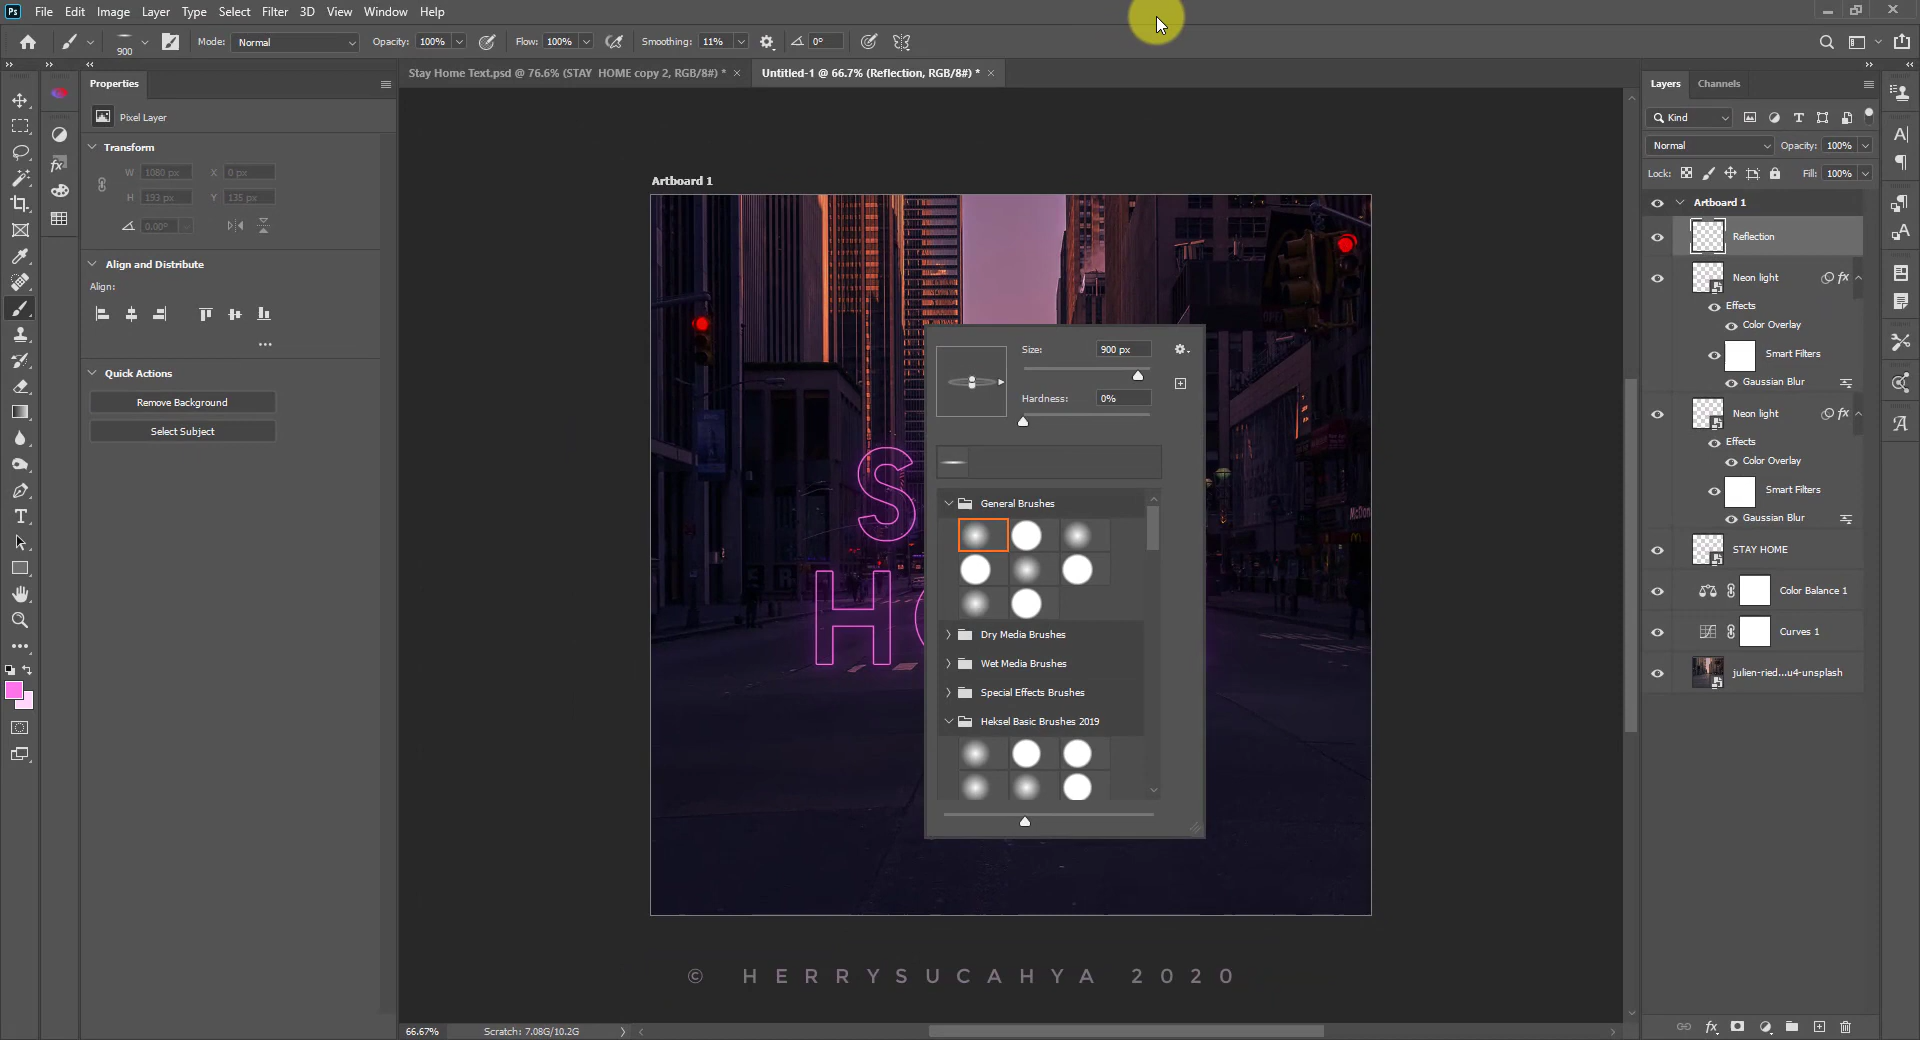 Ps File Edit Image Layer Type Select Filter 3D View Window Help
900 Mode: Normal Opacity: 100% Flow: 100% Smoothing: 11% 0°
Properties
Stay Home Text.psd @ 76.6% (STAY HOME copy 2, RGB/8#) * ×
Untitled-1 @ 66.7% (Reflection, RGB/8#) * ×
Pixel Layer
Transform
W 1080 px X 0 px
H 193 px Y 135 px
0.00°
Align and Distribute
Align:
Quick Actions
Remove Background
Select Subject
Artboard 1
S
HO
Size: 900 px
Hardness: 0%
General Brushes
Dry Media Brushes
Wet Media Brushes
Special Effects Brushes
Heksel Basic Brushes 2019
© HERRYSUCAHYA 2020
66.67% Scratch: 7.08G/10.2G
Layers Channels
Kind
Normal Opacity: 100%
Lock: Fill: 100%
Artboard 1
Reflection
Neon light fx
Effects
Color Overlay
Smart Filters
Gaussian Blur
Neon light fx
Effects
Color Overlay
Smart Filters
Gaussian Blur
STAY HOME
Color Balance 1
Curves 1
julien-ried...u4-unsplash